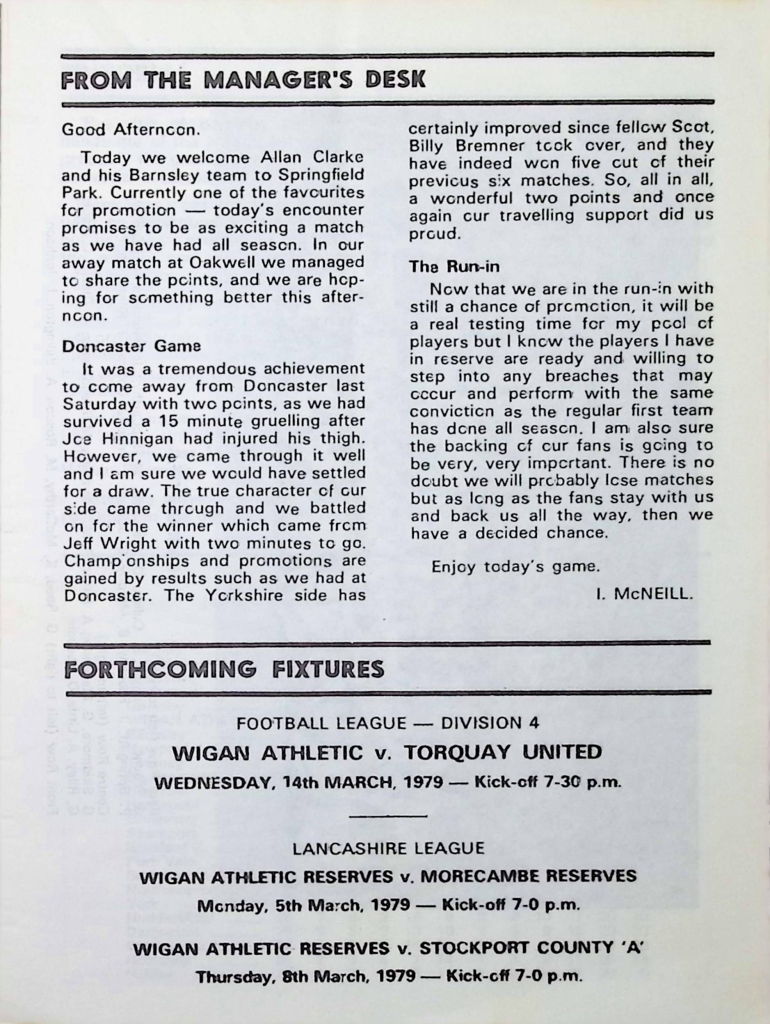 FROM THE MANAGER'S DESK
Good Afternoon.
Today we welcome Allan Clarke
and his Barnsley team to Springfield
Park. Currently one of the favourites
for promotion — today's encounter
promises to be as exciting a match
as we have had all season. In our
away match at Oakwell we managed
to share the points, and we are hop-
ing for something better this after-
noon.
Doncaster Game
It was a tremendous achievement
to come away from Doncaster last
Saturday with two points, as we had
survived a 15 minute gruelling after
Joe Hinnigan had injured his thigh.
However, we came through it well
and I am sure we would have settled
for a draw. The true character of our
side came through and we battled
on for the winner which came from
Jeff Wright with two minutes to go.
Championships and promotions are
gained by results such as we had at
Doncaster. The Yorkshire side has
certainly improved since fellow Scot,
Billy Bremner took over, and they
have indeed won five out of their
previous six matches. So, all in all,
a wonderful two points and once
again our travelling support did us
proud.
The Run-in
Now that we are in the run-in with
still a chance of promotion, it will be
a real testing time for my pool of
players but I know the players I have
in reserve are ready and willing to
step into any breaches that may
occur and perform with the same
conviction as the regular first team
has done all season. I am also sure
the backing of our fans is going to
be very, very important. There is no
doubt we will probably lose matches
but as long as the fans stay with us
and back us all the way, then we
have a decided chance.
Enjoy today's game.
I. McNEILL.
FORTHCOMING FIXTURES
FOOTBALL LEAGUE — DIVISION 4
WIGAN ATHLETIC v. TORQUAY UNITED
WEDNESDAY, 14th MARCH, 1979 — Kick-off 7-30 p.m.
LANCASHIRE LEAGUE
WIGAN ATHLETIC RESERVES v. MORECAMBE RESERVES
Monday, 5th March, 1979 — Kick-off 7-0 p.m.
WIGAN ATHLETIC RESERVES v. STOCKPORT COUNTY 'A'
Thursday, 8th March, 1979 — Kick-off 7-0 p.m.